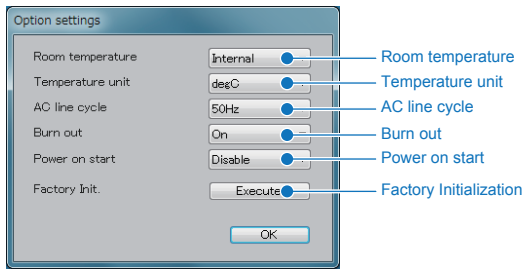 Option settings
Room temperature Internal Room temperature
Temperature unit degC Temperature unit
AC line cycle 50Hz AC line cycle
Burn out On Burn out
Power on start Disable Power on start
Factory Init. Execute Factory Initialization
OK